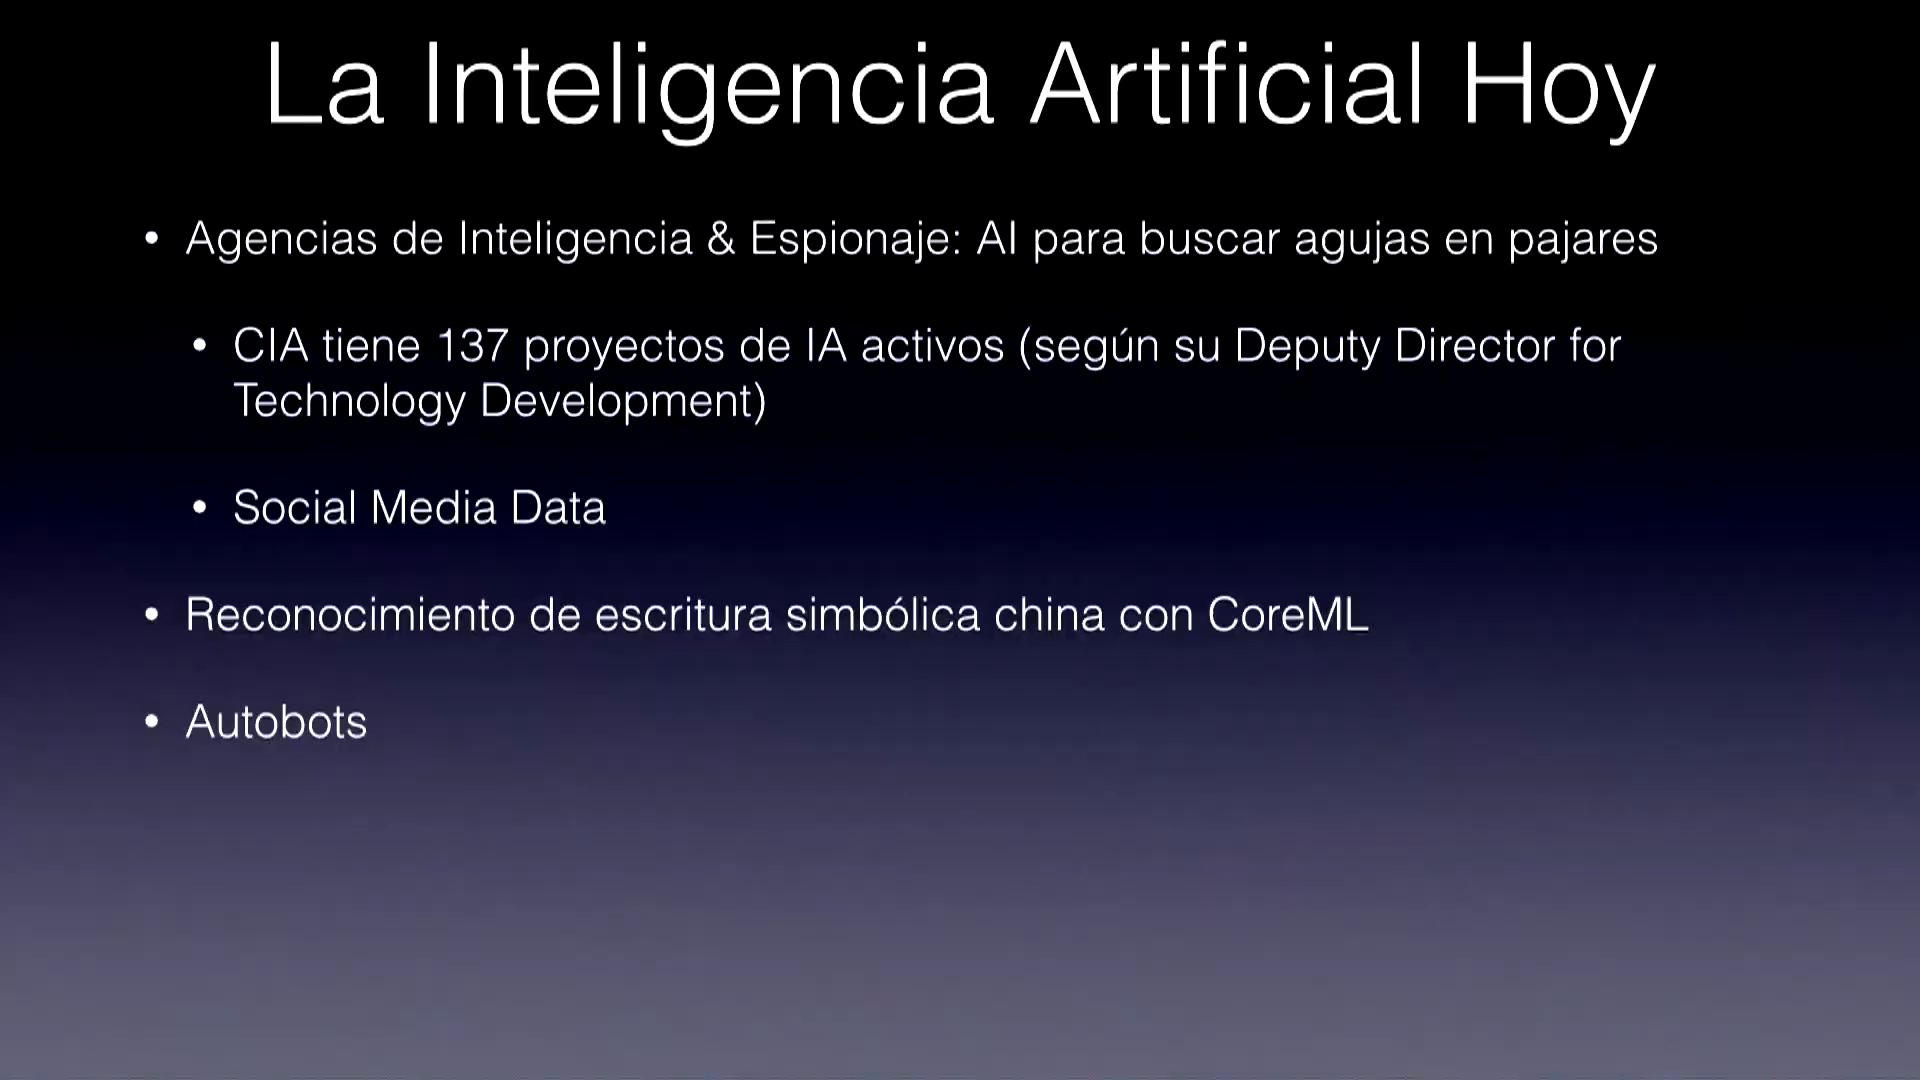 La Inteligencia Artificial Hoy
• Agencias de Inteligencia & Espionaje: AI para buscar agujas en pajares
• CIA tiene 137 proyectos de IA activos (según su Deputy Director for
Technology Development)
• Social Media Data
• Reconocimiento de escritura simbólica china con CoreML
• Autobots